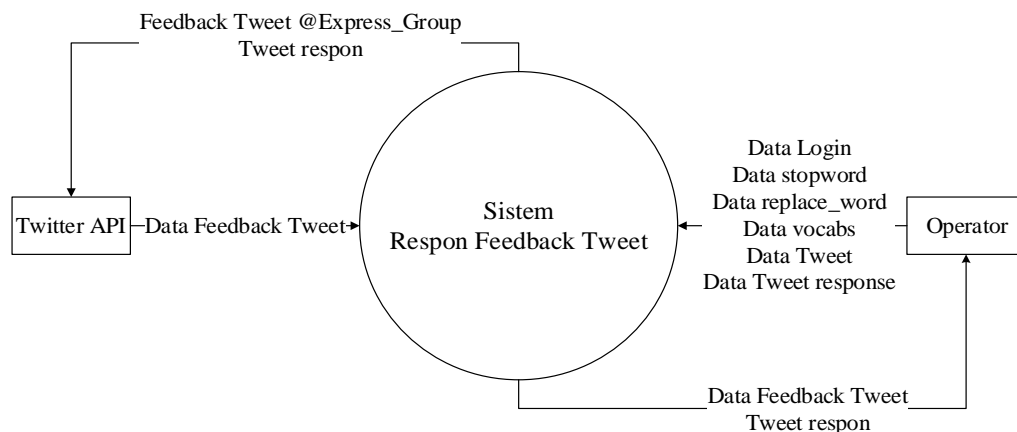 Feedback Tweet @Express_Group
Tweet respon
Twitter API
Data Feedback Tweet
Sistem
Respon Feedback Tweet
Data Login
Data stopword
Data replace_word
Data vocabs
Data Tweet
Data Tweet response
Operator
Data Feedback Tweet
Tweet respon